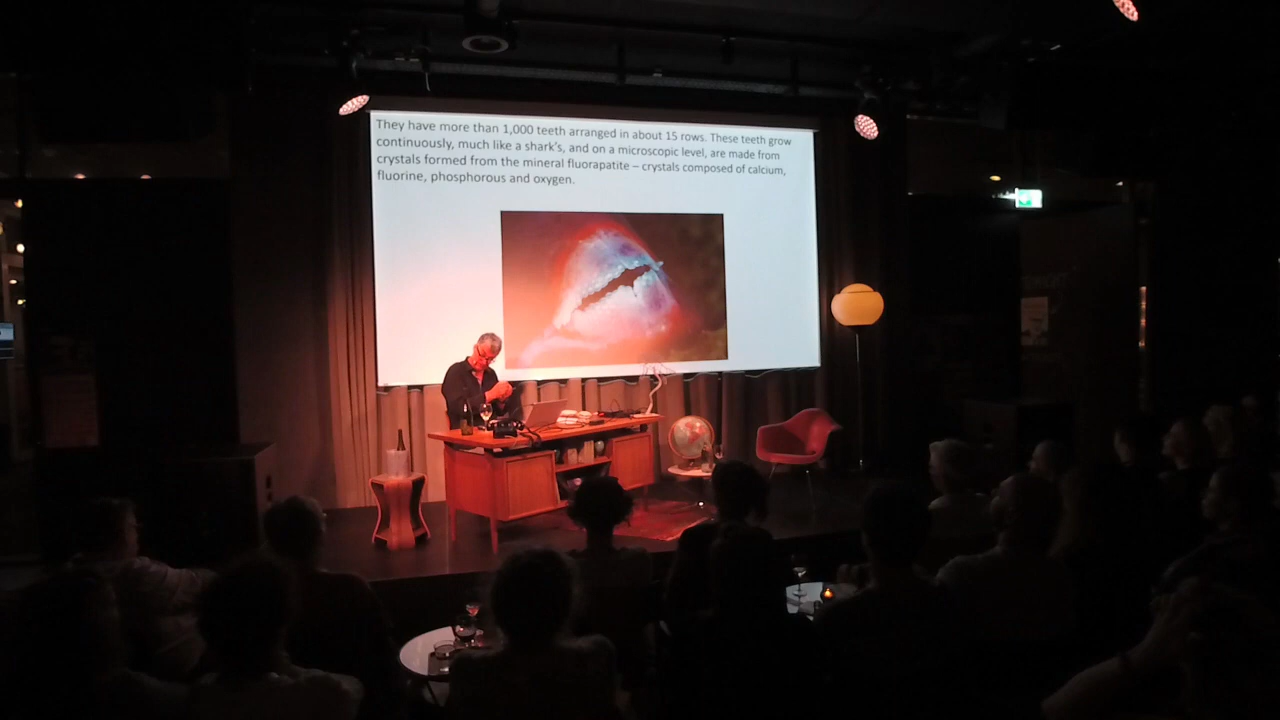 They have more than 1,000 teeth arranged in about 15 rows. These teeth grow
continuously, much like a shark's, and on a microscopic level, are made from
crystals formed from the mineral fluorapatite – crystals composed of calcium,
fluorine, phosphorous and oxygen.